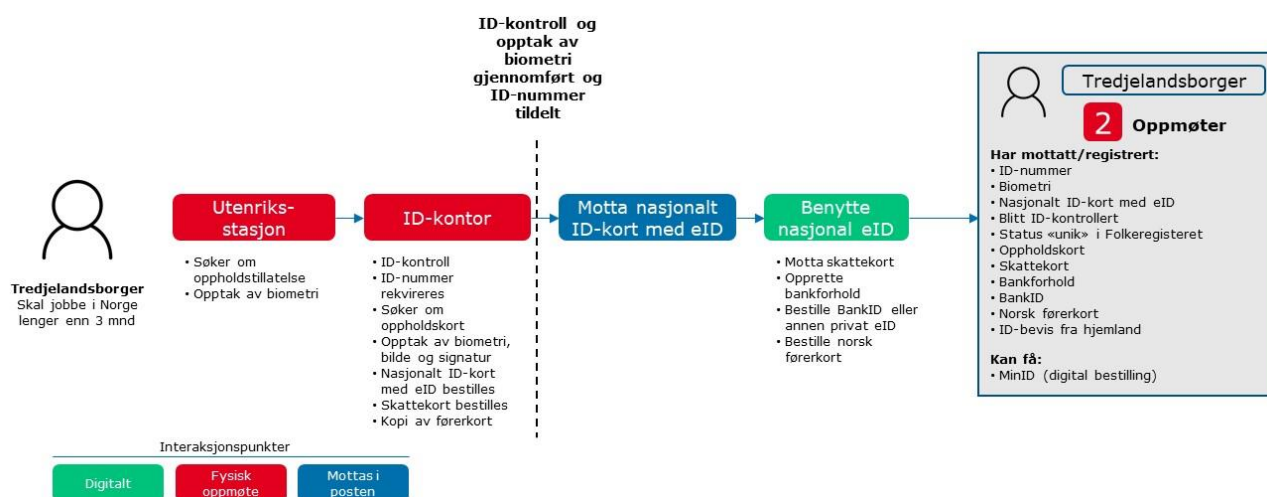 ID-kontroll og
opptak av
biometri
gjennomført og
ID-nummer
tildelt
Tredjelandsborger
Skal jobbe i Norge
lenger enn 3 mnd
Utenriks-
stasjon
• Søker om
oppholdstillatelse
• Opptak av biometri
ID-kontor
• ID-kontroll
• ID-nummer
rekvireres
• Søker om
oppholdskort
• Opptak av biometri,
bilde og signatur
• Nasjonalt ID-kort
med eID bestilles
• Skattekort bestilles
• Kopi av førerkort
Motta nasjonalt
ID-kort med eID
Benytte
nasjonal eID
• Motta skattekort
• Opprette
bankforhold
• Bestille BankID eller
annen privat eID
• Bestille norsk
førerkort
Tredjelandsborger
2 Oppmøter
Har mottatt/registrert:
• ID-nummer
• Biometri
• Nasjonalt ID-kort med eID
• Blitt ID-kontrollert
• Status «unik» i Folkeregisteret
• Oppholdskort
• Skattekort
• Bankforhold
• BankID
• Norsk førerkort
• ID-bevis fra hjemland
Kan få:
• MinID (digital bestilling)
Interaksjonspunkter
Digitalt
Fysisk
oppmøte
Mottas i
posten